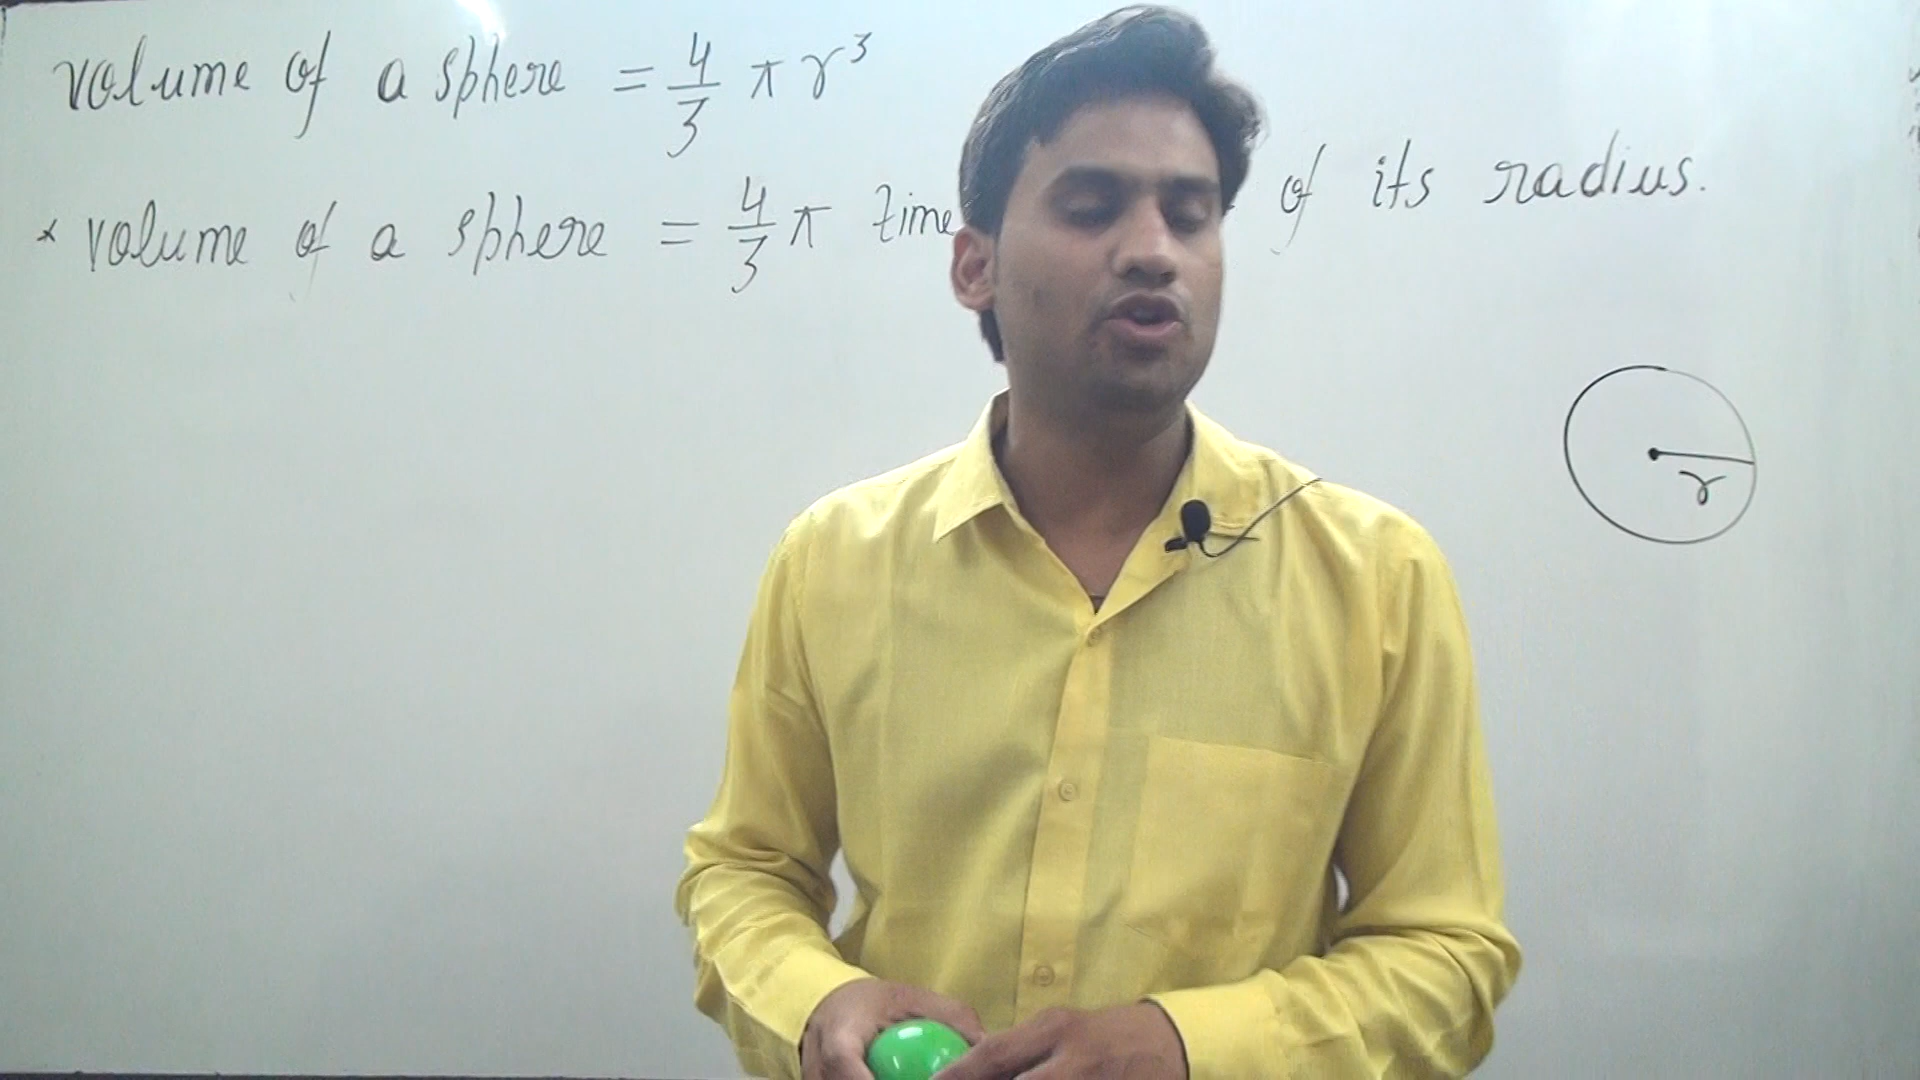 volume of a sphere = 4/3 π r³
* volume of a sphere = 4/3 π time of its radius.
r